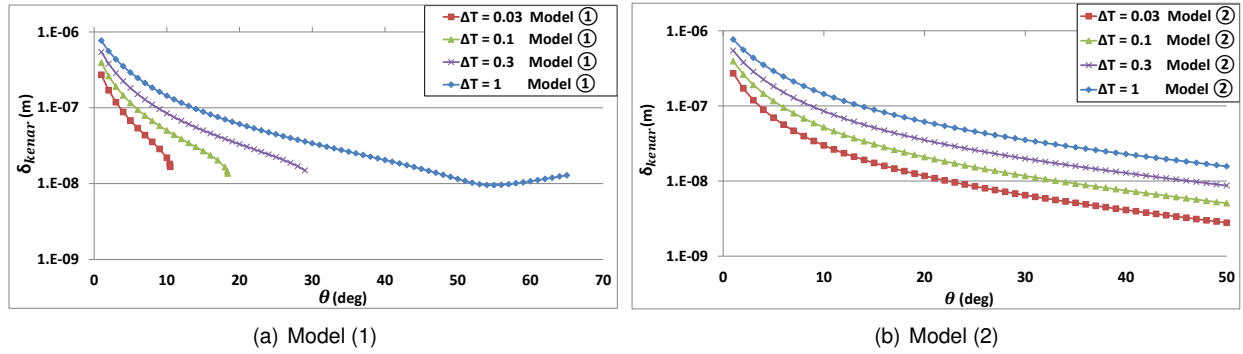 ΔT = 0.03 Model ①
ΔT = 0.1 Model ①
ΔT = 0.3 Model ①
ΔT = 1 Model ①
1.E-06
1.E-07
1.E-08
1.E-09
δkenar (m)
0 10 20 30 40 50 60 70
θ (deg)
(a) Model (1)
ΔT = 0.03 Model ②
ΔT = 0.1 Model ②
ΔT = 0.3 Model ②
ΔT = 1 Model ②
1.E-06
1.E-07
1.E-08
1.E-09
δkenar (m)
0 10 20 30 40 50
θ (deg)
(b) Model (2)